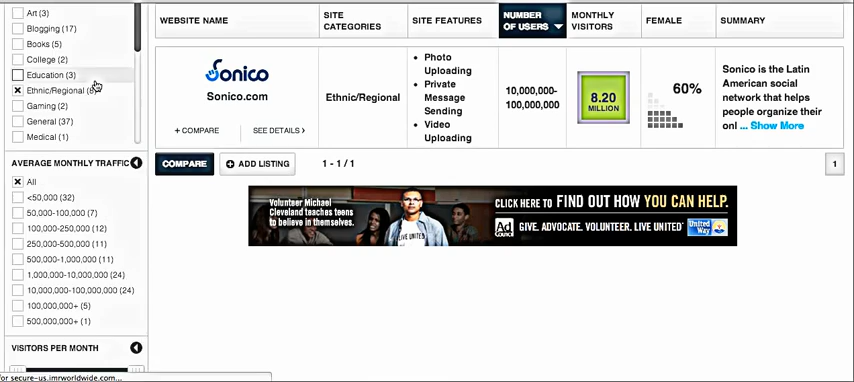 Art (3)
Blogging (17)
Books (5)
College (2)
Education (3)
Ethnic/Regional
Gaming (2)
General (37)
Medical (1)
AVERAGE MONTHLY TRAFFIC
All
<50,000 (32)
50,000-100,000 (7)
100,000-250,000 (12)
250,000-500,000 (11)
500,000-1,000,000 (11)
1,000,000-10,000,000 (24)
10,000,000-100,000,000 (24)
100,000,000+ (5)
500,000,000+ (1)
VISITORS PER MONTH
for secure-us.imrworldwide.com...
WEBSITE NAME
SITE
CATEGORIES
SITE FEATURES
NUMBER
OF USERS
MONTHLY
VISITORS
FEMALE
SUMMARY
Sonico
Sonico.com
+ COMPARE
SEE DETAILS
Ethnic/Regional
• Photo
Uploading
• Private
Message
Sending
• Video
Uploading
10,000,000-
100,000,000
8.20
MILLION
60%
Sonico is the Latin
American social
network that helps
people organize their
onl ... Show More
COMPARE
ADD LISTING
1 - 1 / 1
1
Volunteer Michael
Cleveland teaches teens
to believe in themselves.
LIVE UNITED
CLICK HERE TO FIND OUT HOW YOU CAN HELP.
Ad
COUNCIL
GIVE. ADVOCATE. VOLUNTEER. LIVE UNITED
United
Way